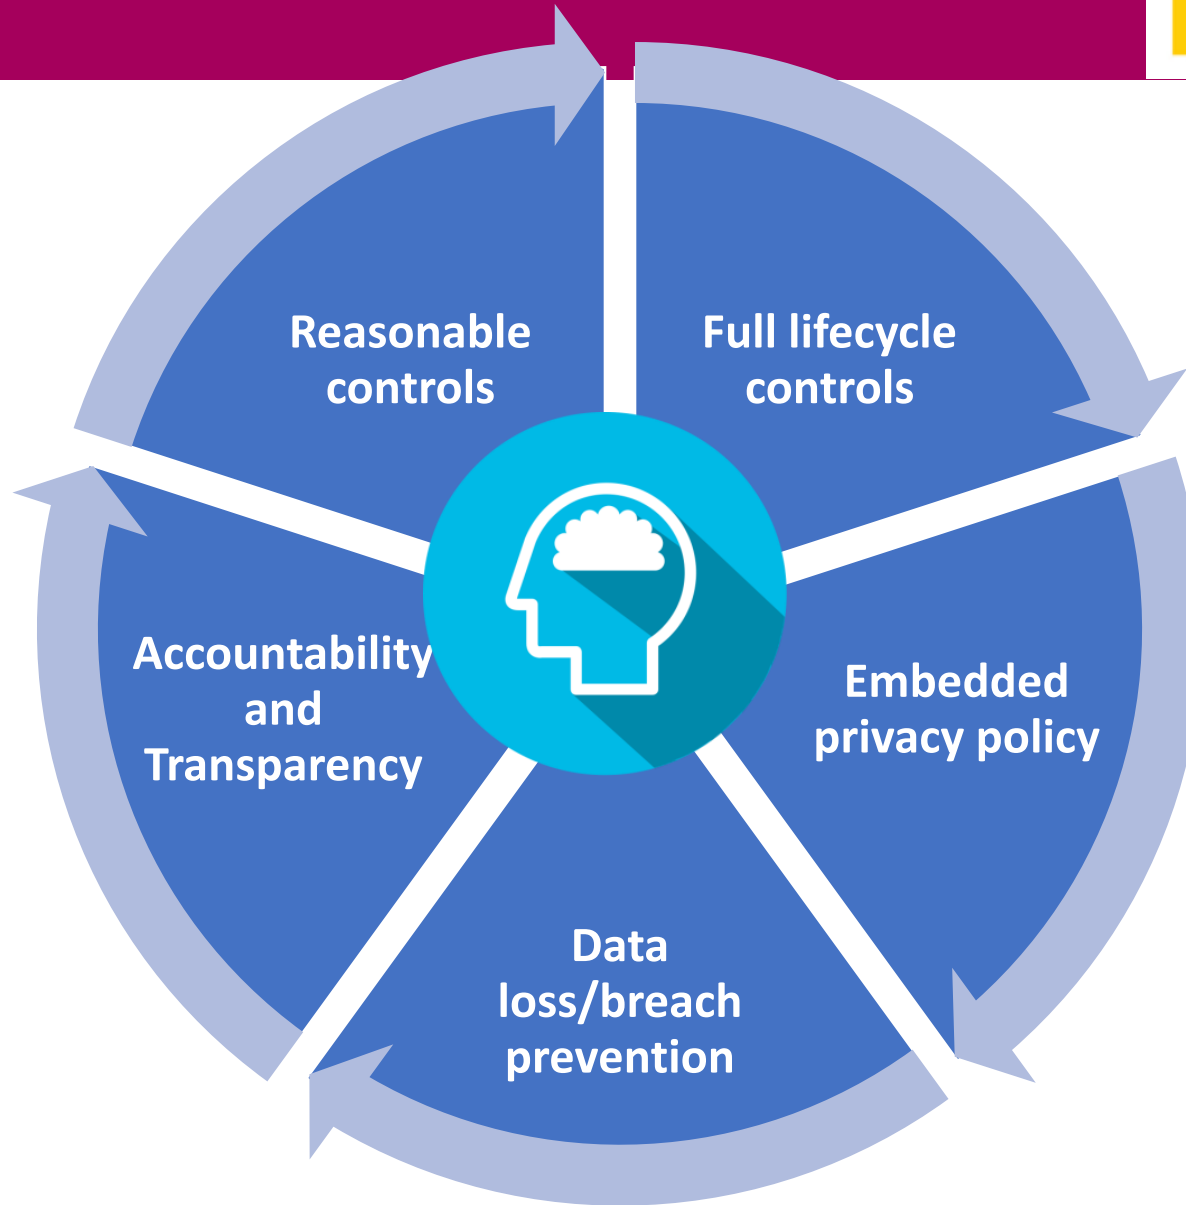 Reasonable
controls
Full lifecycle
controls
Accountability
and
Transparency
Embedded
privacy policy
Data
loss/breach
prevention